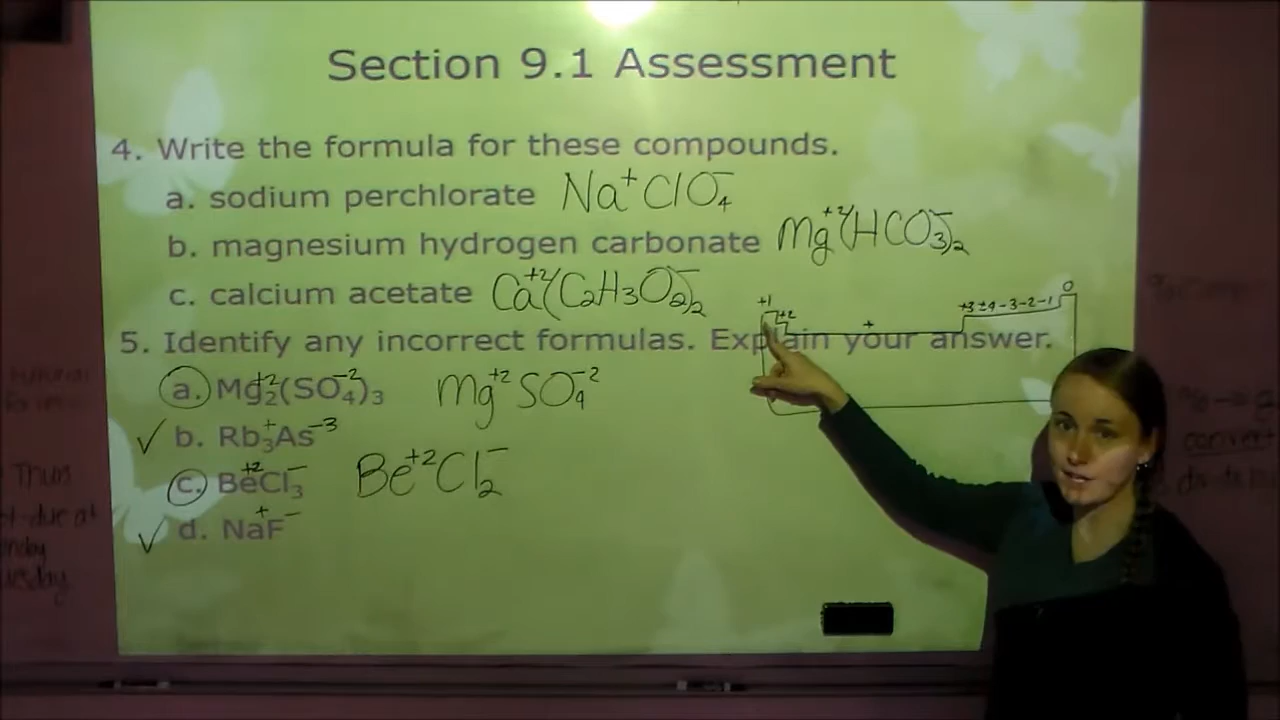 Section 9.1 Assessment
4. Write the formula for these compounds.
a. sodium perchlorate Na⁺ClO₄⁻
b. magnesium hydrogen carbonate Mg⁺²(HCO₃⁻)₂
c. calcium acetate Ca⁺²(C₂H₃O₂⁻)₂
+1 +2 + +3 ±4 -3 -2 -1 0
5. Identify any incorrect formulas. Explain your answer.
a. Mg₂⁺²(SO₄⁻²)₃ Mg⁺²SO₄⁻²
✓ b. Rb₃⁺As⁻³
c. Be⁺²Cl₃⁻ Be⁺²Cl₂⁻
✓ d. Na⁺F⁻
convert